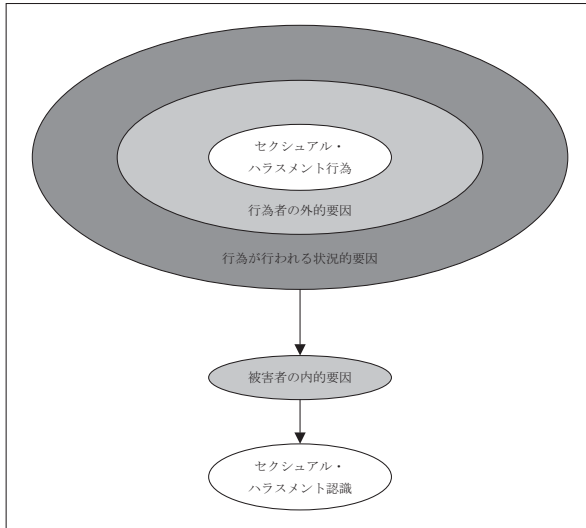 セクシュアル・
ハラスメント行為
行為者の外的要因
行為が行われる状況的要因
被害者の内的要因
セクシュアル・
ハラスメント認識